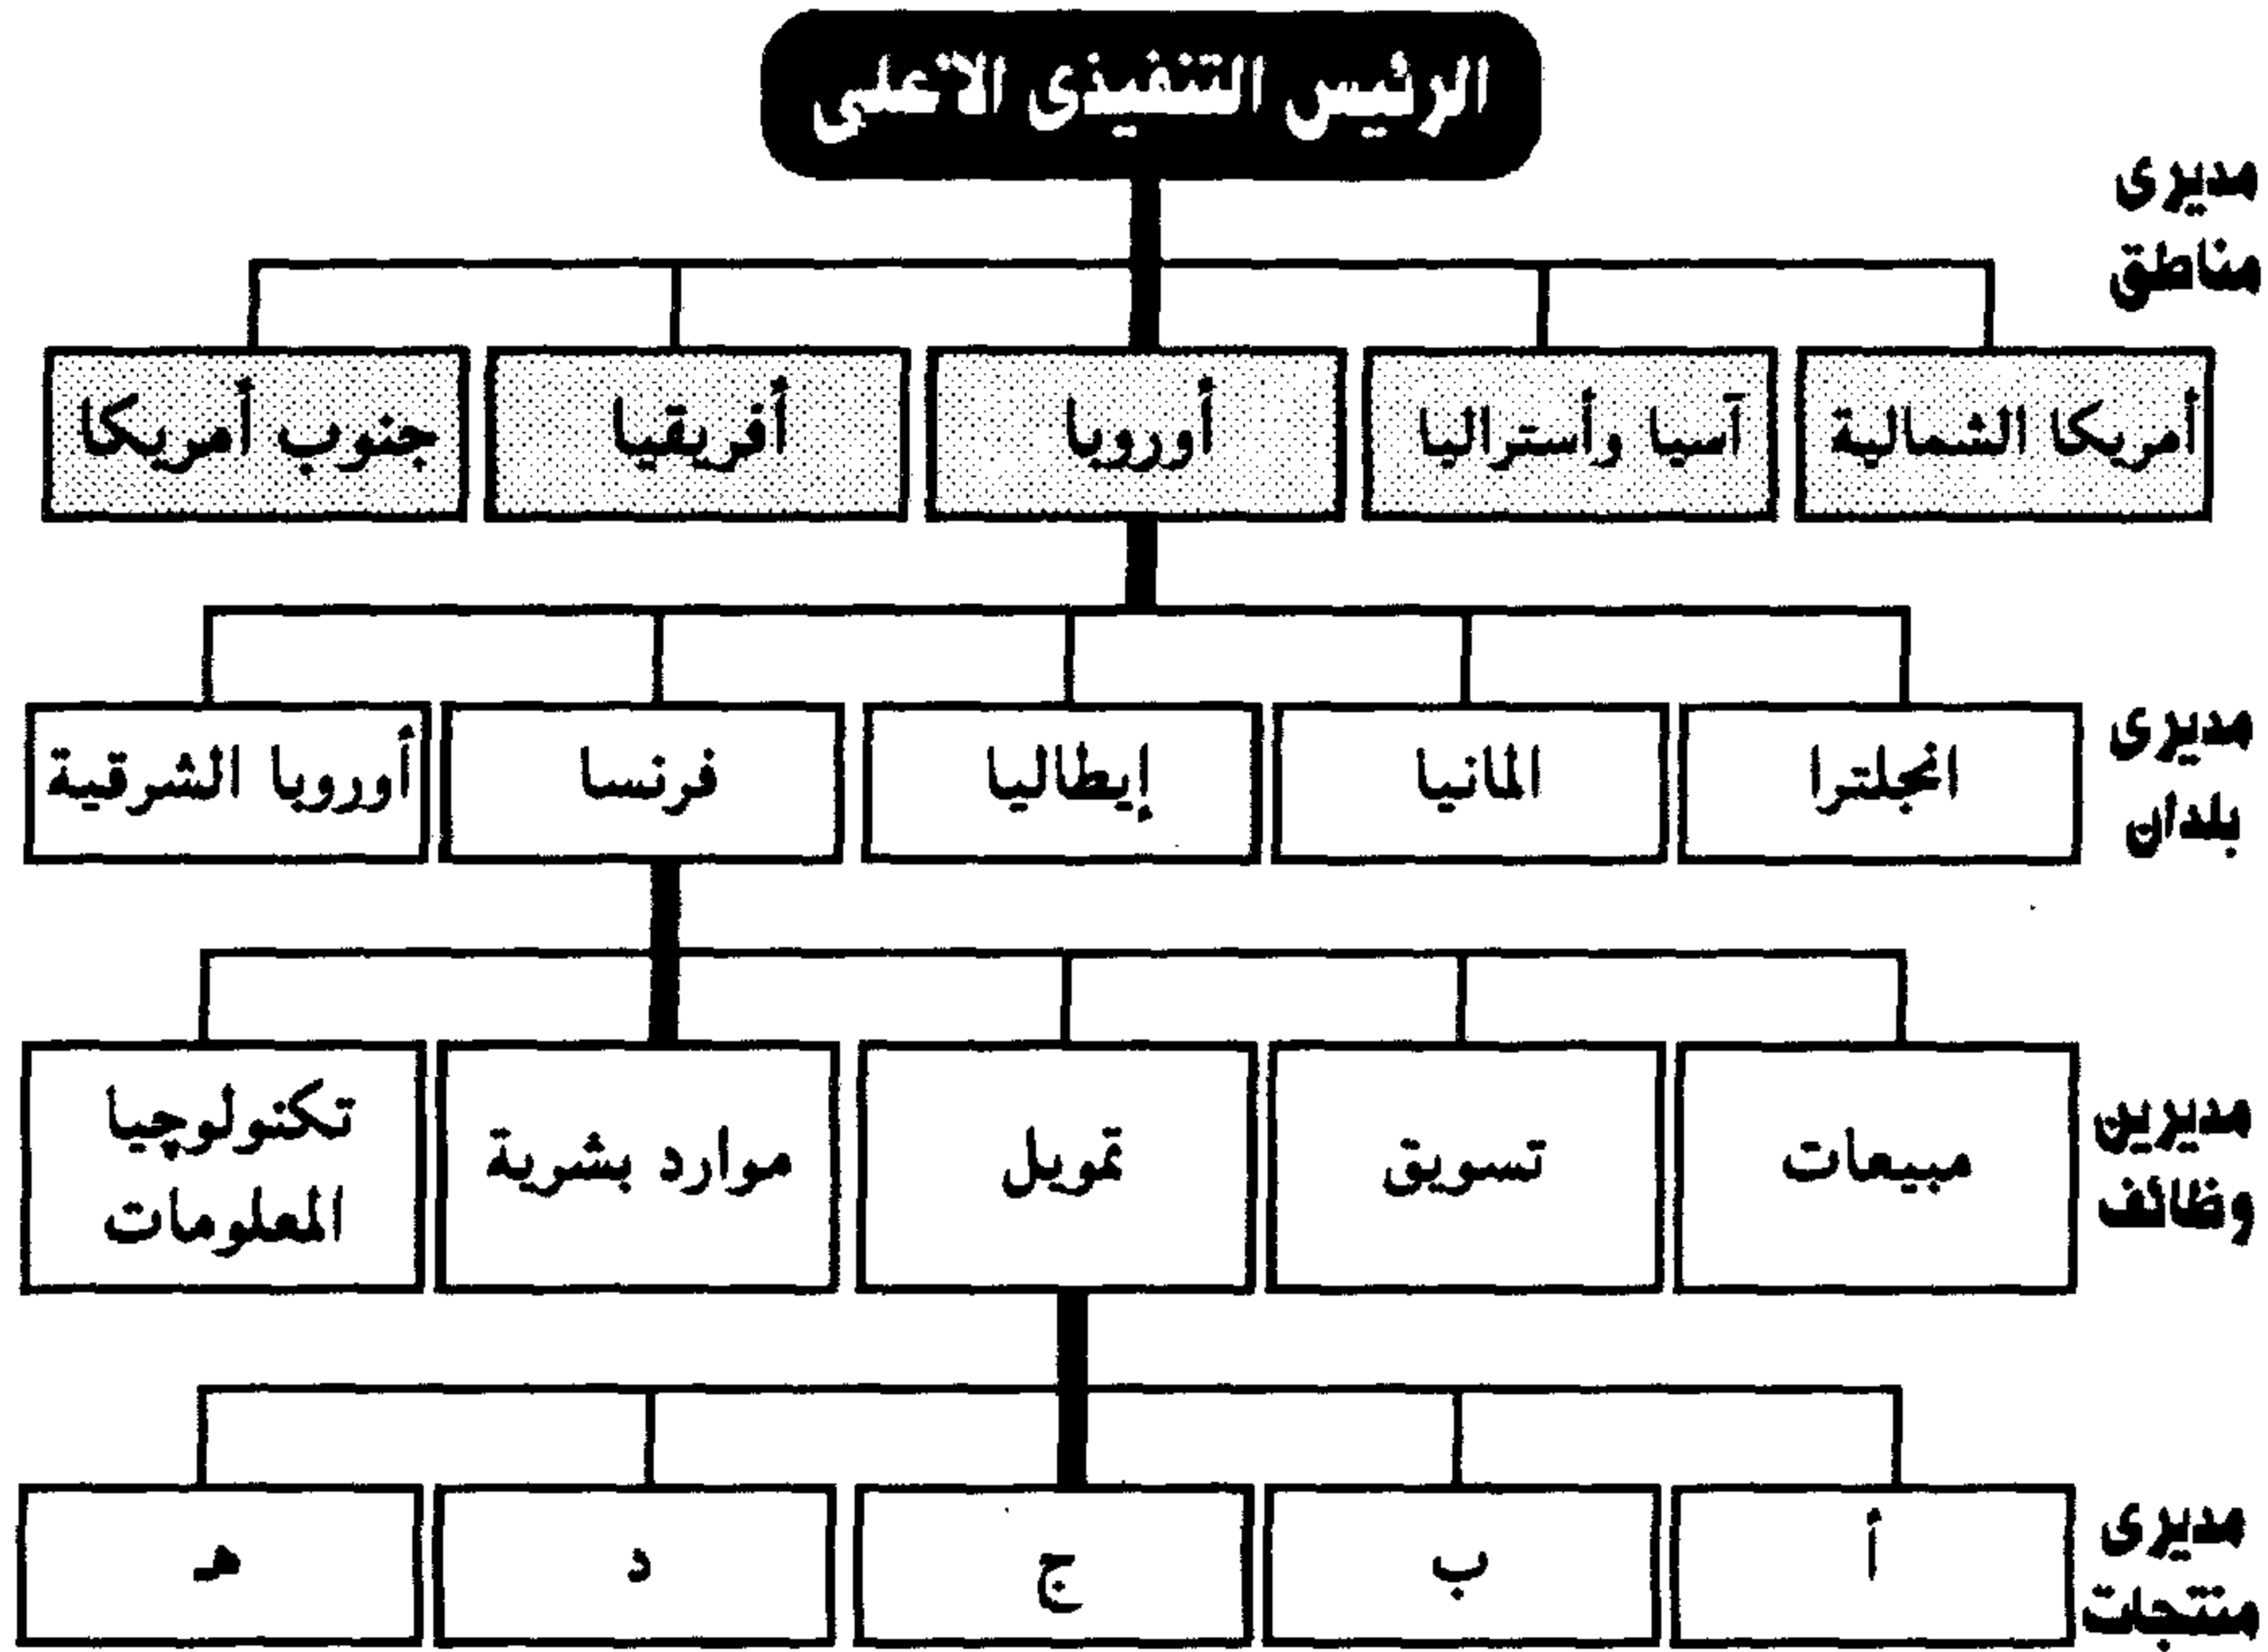 الرئيس التنفيذى الاعلى
مديرى
مناطق
أمريكا الشمالية
آسيا وأستراليا
أوروبا
أفريقيا
جنوب أمريكا
مديرى
بلدان
انجلترا
المانيا
إيطاليا
فرنسا
أوروبا الشرقية
مديرين
وظائف
مبيعات
تسويق
تمويل
موارد بشرية
تكنولوچيا
المعلومات
مديرى
منتجات
أ
ب
ج
د
هـ